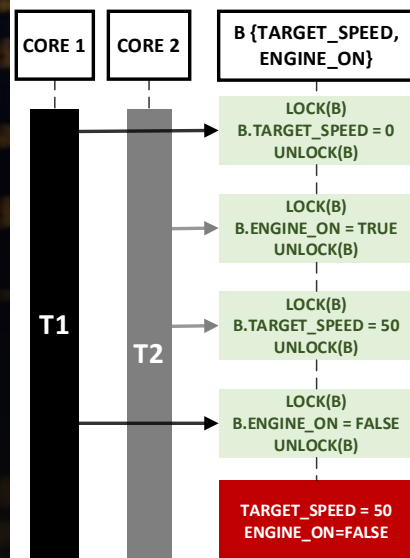 CORE 1
CORE 2
B {TARGET_SPEED,
ENGINE_ON}
LOCK(B)
B.TARGET_SPEED = 0
UNLOCK(B)
LOCK(B)
B.ENGINE_ON = TRUE
UNLOCK(B)
LOCK(B)
B.TARGET_SPEED = 50
UNLOCK(B)
T1
T2
LOCK(B)
B.ENGINE_ON = FALSE
UNLOCK(B)
TARGET_SPEED = 50
ENGINE_ON=FALSE